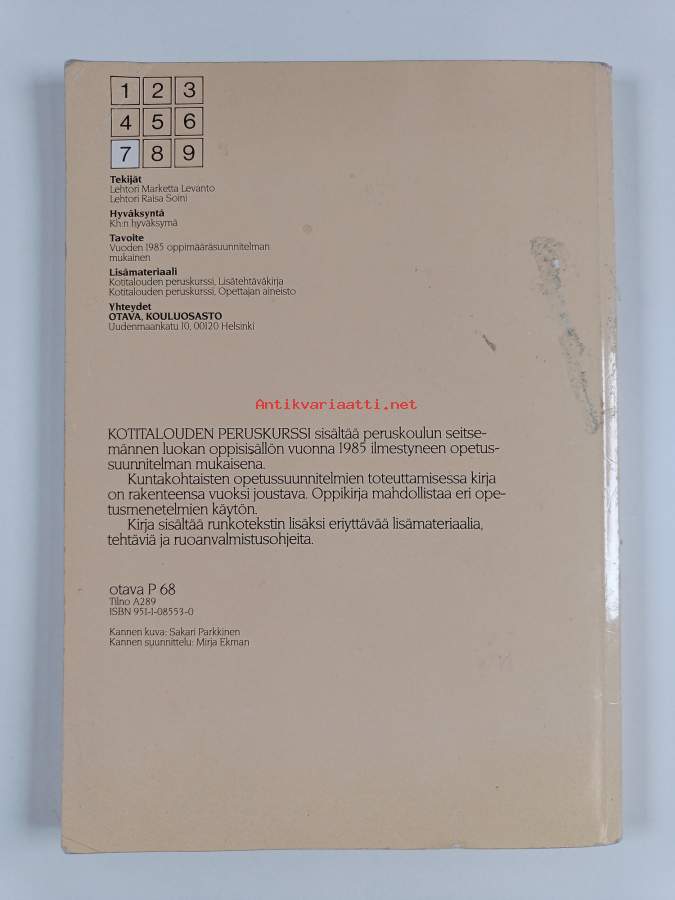 1 2 3
4 5 6
7 8 9
Tekijät
Lehtori Marketta Levanto
Lehtori Raisa Soini
Hyväksyntä
Kh:n hyväksymä
Tavoite
Vuoden 1985 oppimääräsuunnitelman
mukainen
Lisämateriaali
Kotitalouden peruskurssi, Lisätehtäväkirja
Kotitalouden peruskurssi, Opettajan aineisto
Yhteydet
OTAVA, KOULUOSASTO
Uudenmaankatu 10, 00120 Helsinki
Antikvariaatti.net
KOTITALOUDEN PERUSKURSSI sisältää peruskoulun seitse-
männen luokan oppisisällön vuonna 1985 ilmestyneen opetus-
suunnitelman mukaisena.
Kuntakohtaisten opetussuunnitelmien toteuttamisessa kirja
on rakenteensa vuoksi joustava. Oppikirja mahdollistaa eri ope-
tusmenetelmien käytön.
Kirja sisältää runkotekstin lisäksi eriyttävää lisämateriaalia,
tehtäviä ja ruoanvalmistusohjeita.
otava P 68
Tilno A289
ISBN 951-1-08553-0
Kannen kuva: Sakari Parkkinen
Kannen suunnittelu: Mirja Ekman